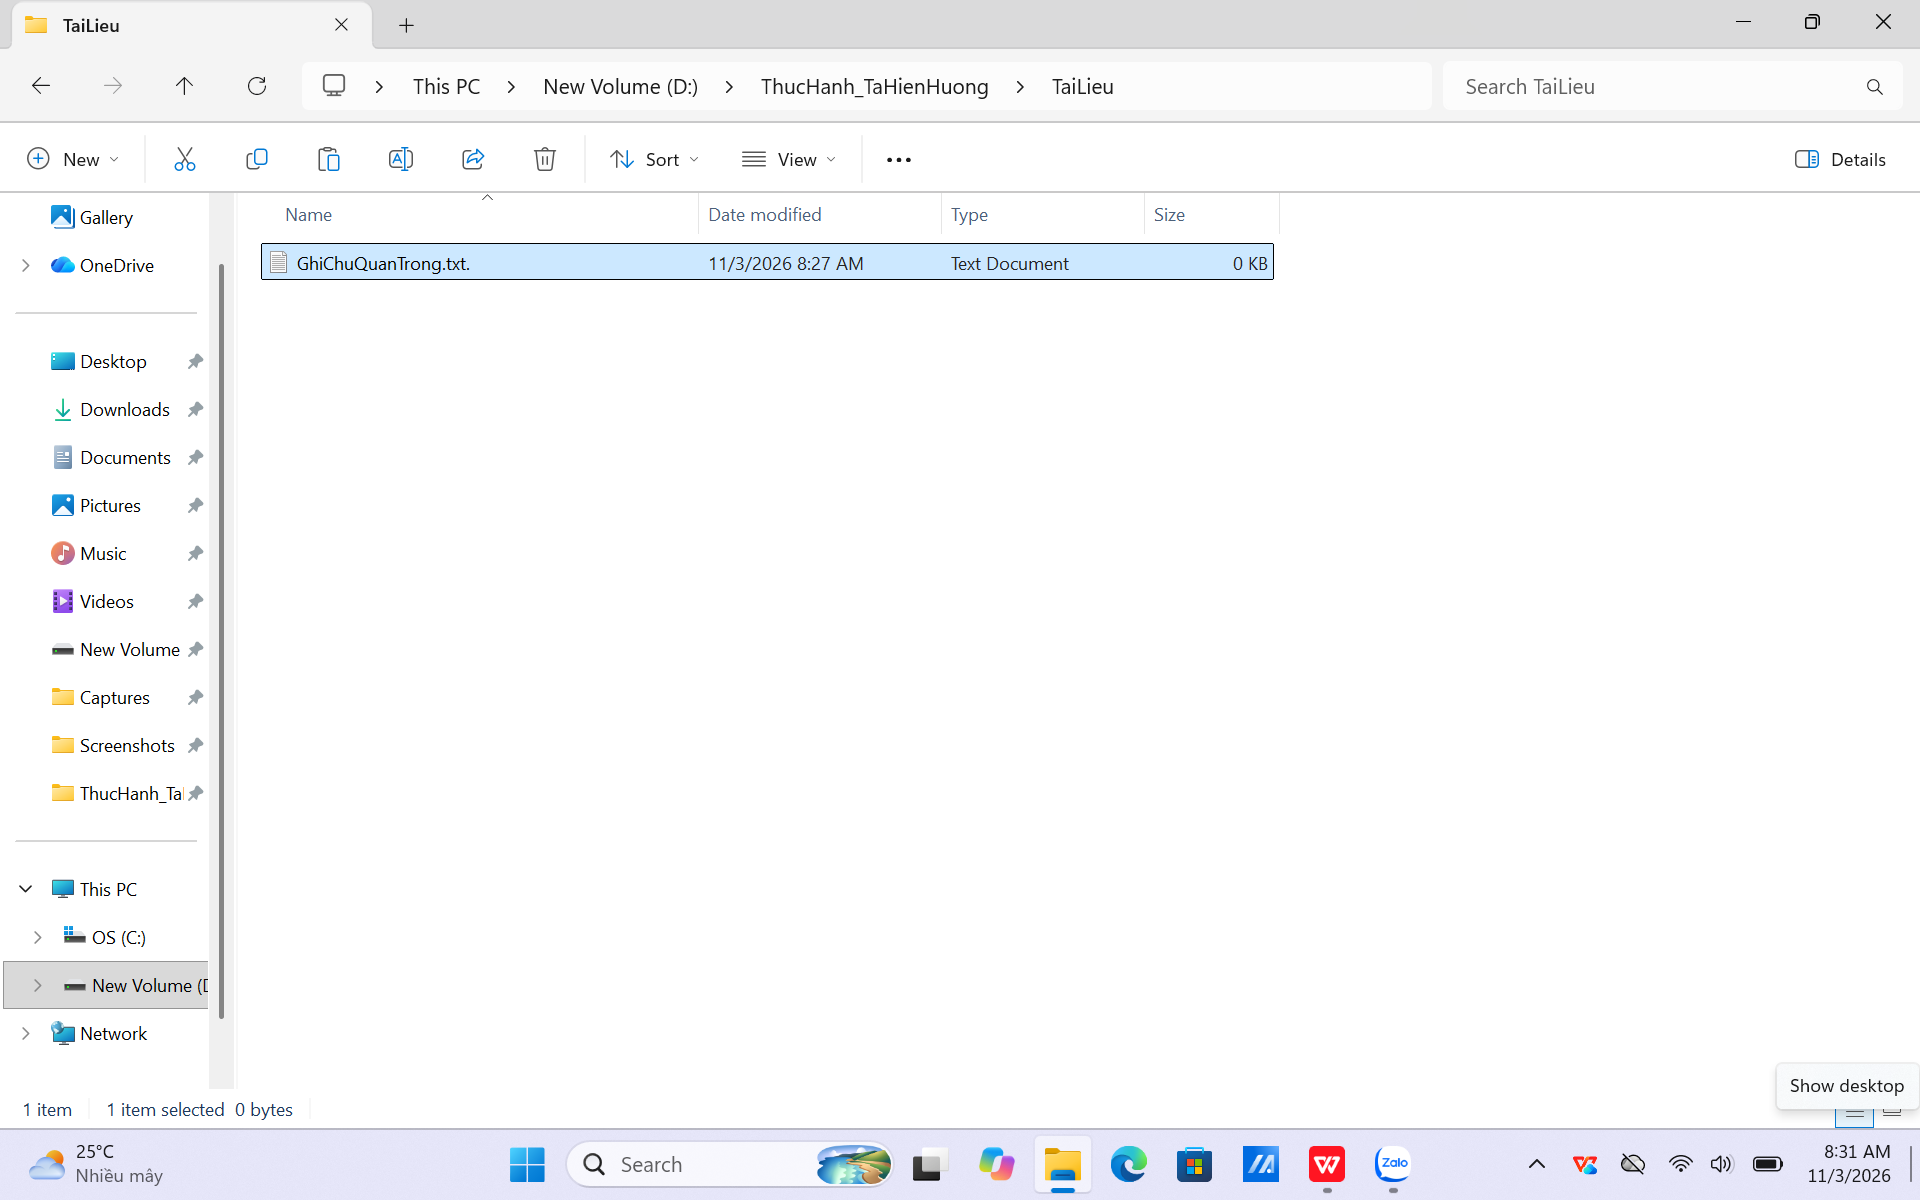 TaiLieu
This PC > New Volume (D:) > ThucHanh_TaHienHuong > TaiLieu
Search TaiLieu
New
Sort
View
Details
Name
Date modified
Type
Size
GhiChuQuanTrong.txt.
11/3/2026 8:27 AM
Text Document
0 KB
Gallery
OneDrive
Desktop
Downloads
Documents
Pictures
Music
Videos
New Volume
Captures
Screenshots
ThucHanh_Ta
This PC
OS (C:)
New Volume (D
Network
1 item
1 item selected 0 bytes
Show desktop
25°C
Nhiều mây
Search
Zalo
8:31 AM
11/3/2026